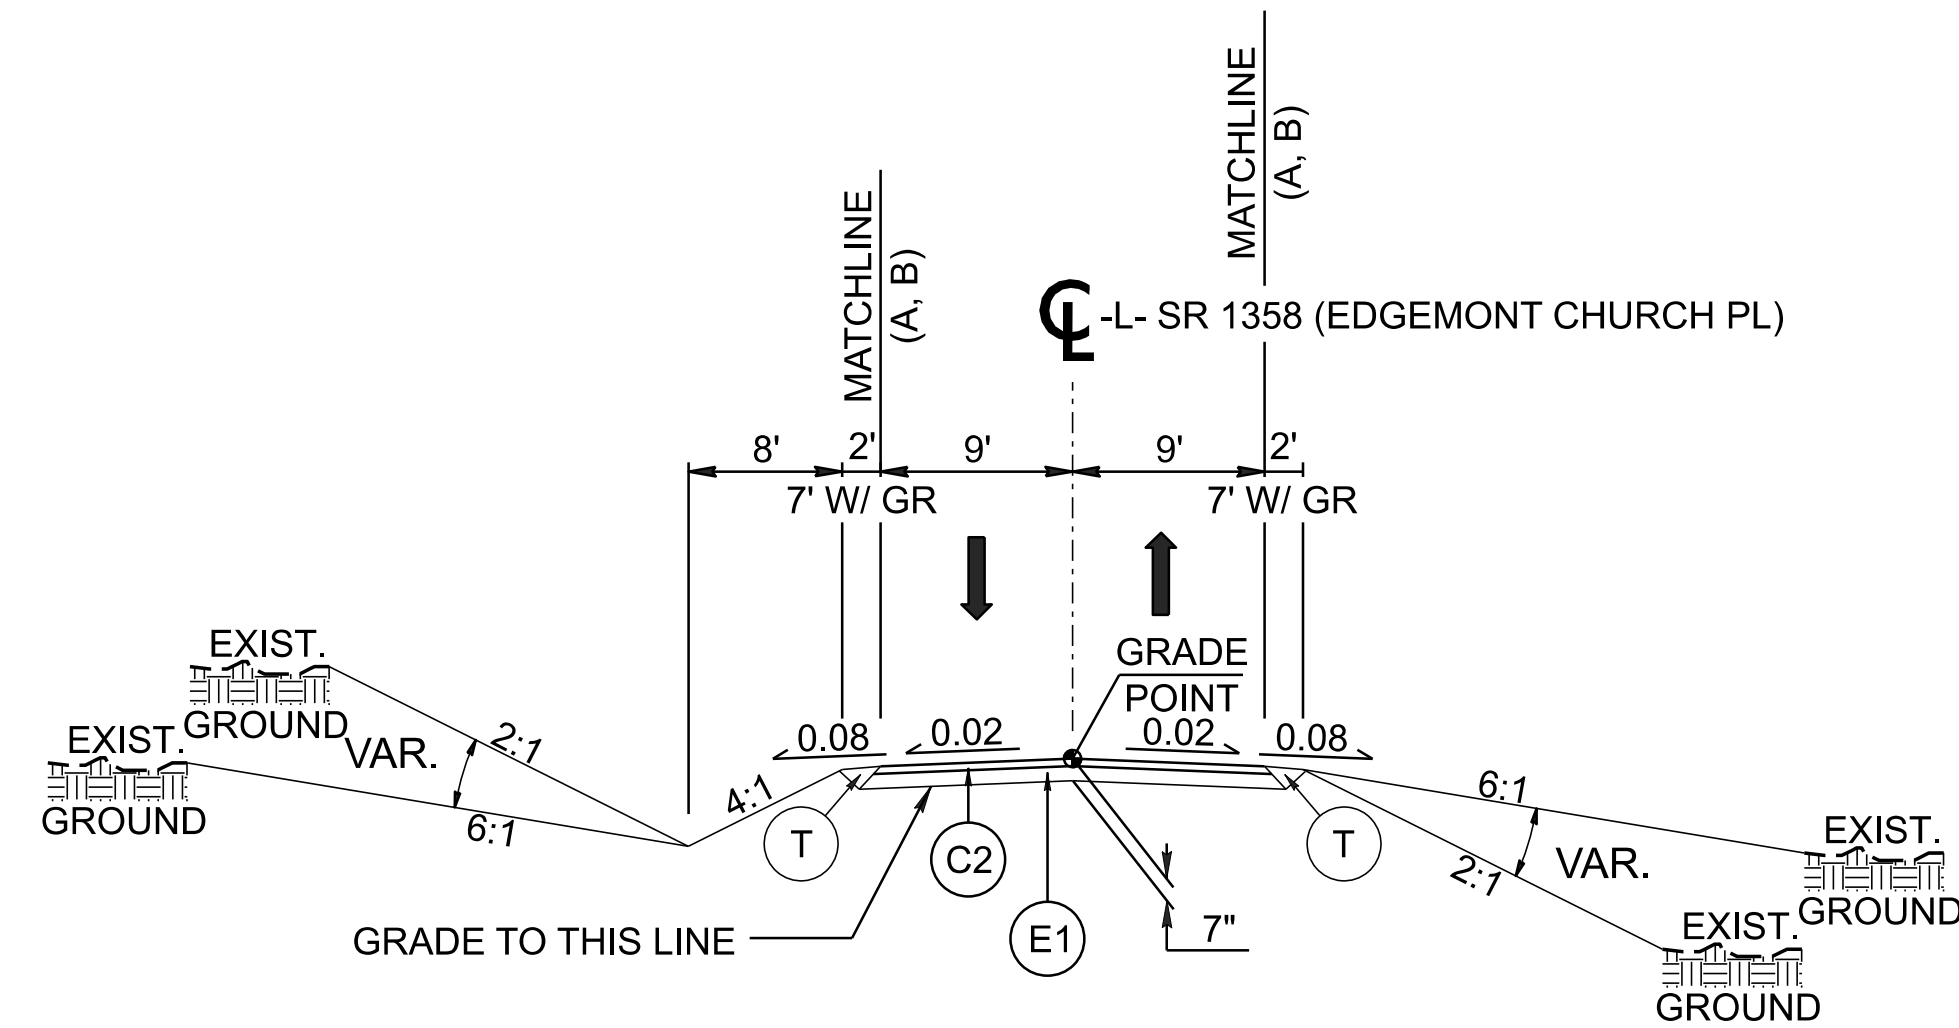 MATCHLINE
(A, B)
MATCHLINE
(A, B)
CL -L- SR 1358 (EDGEMONT CHURCH PL)
8' 2' 9' 9' 2'
7' W/ GR 7' W/ GR
GRADE
POINT
EXIST.
GROUND
EXIST.
GROUND
VAR.
2:1
6:1
4:1
0.08 0.02 0.02 0.08
T
C2
E1
T
GRADE TO THIS LINE
7"
6:1
2:1
VAR.
EXIST.
GROUND
EXIST.
GROUND